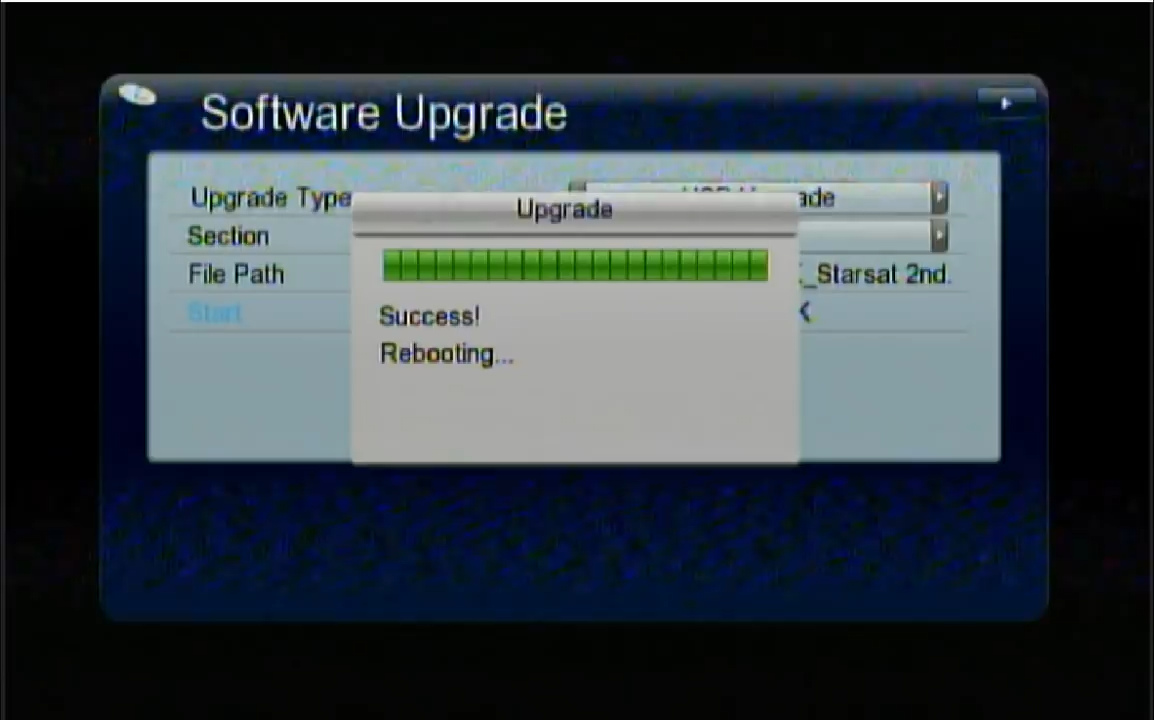 Software Upgrade
Upgrade Type
Upgrade
Section
File Path
_Starsat 2nd.
Start
Success!
Rebooting...